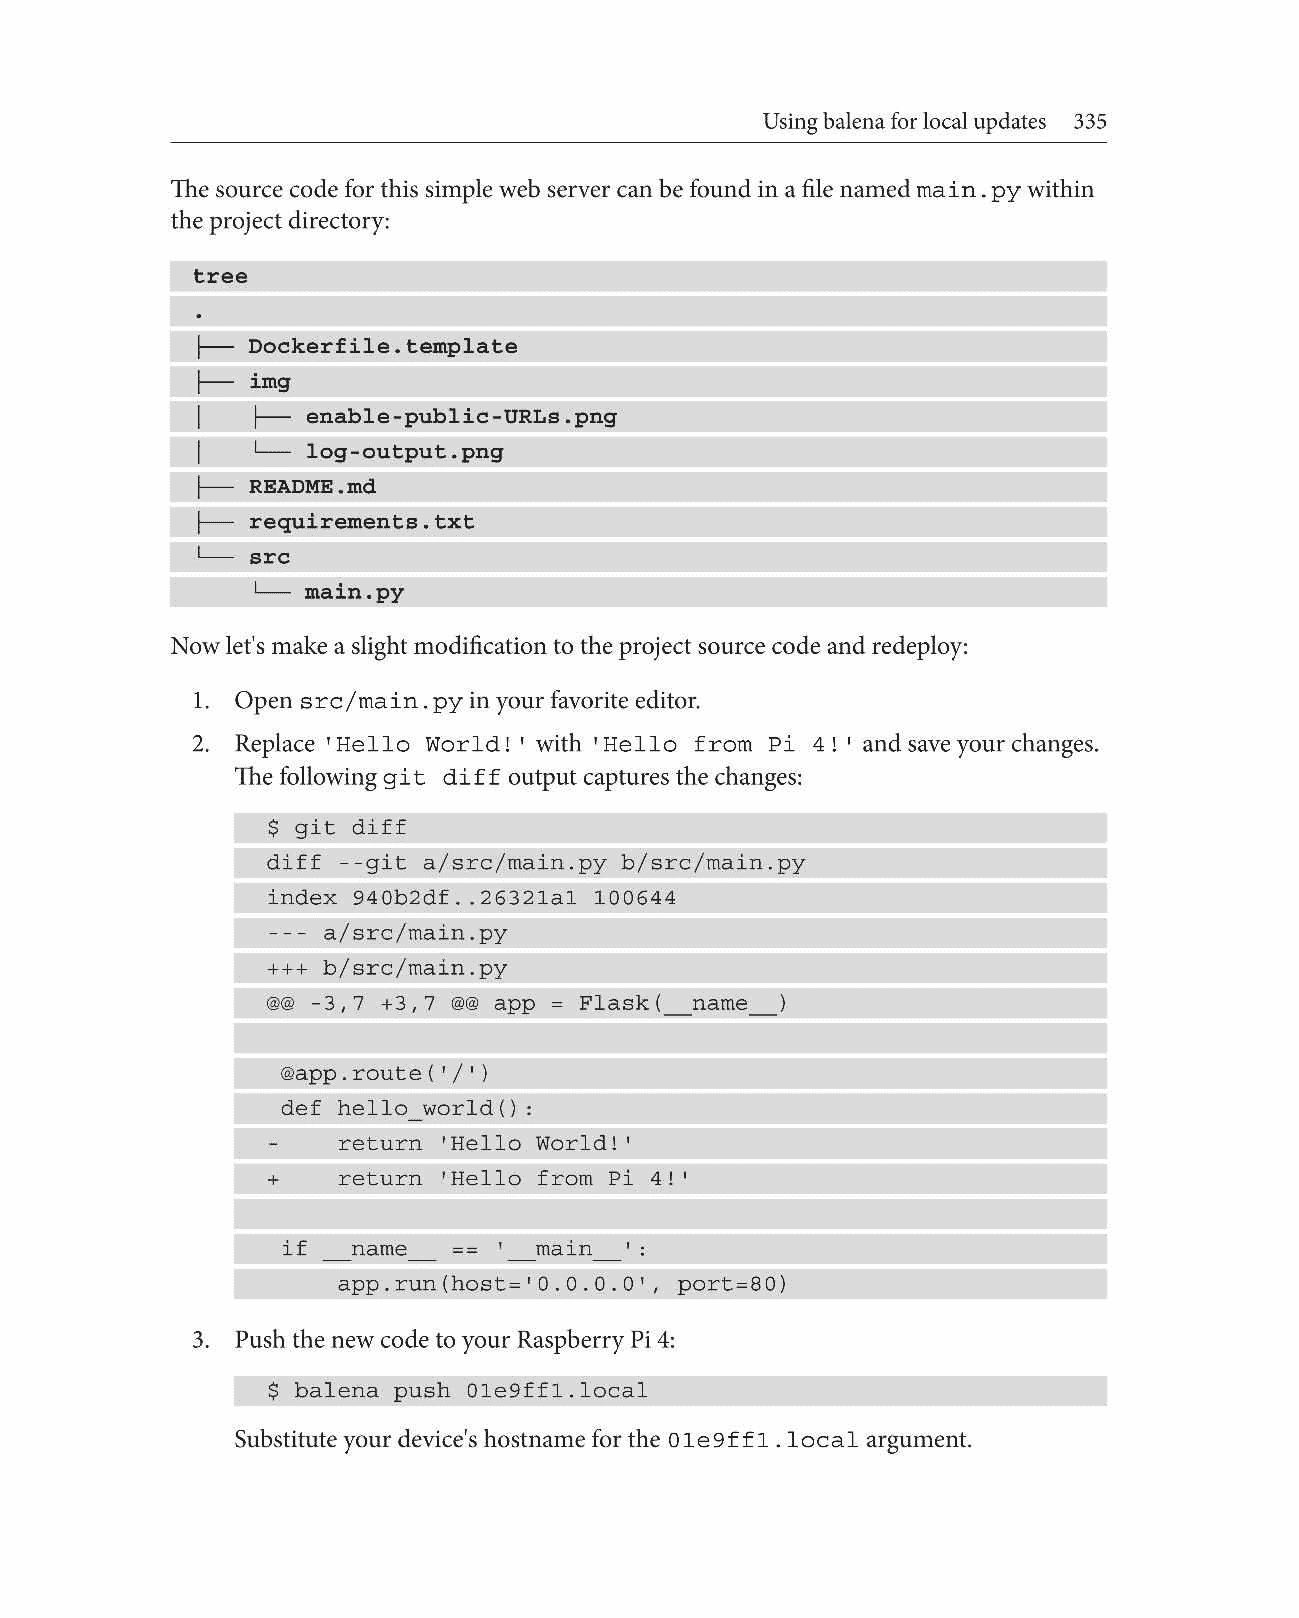 Using balena for local updates 335
The source code for this simple web server can be found in a file named main.py within
the project directory:
tree
.
├── Dockerfile.template
├── img
│   ├── enable-public-URLs.png
│   └── log-output.png
├── README.md
├── requirements.txt
└── src
    └── main.py
Now let's make a slight modification to the project source code and redeploy:
1. Open src/main.py in your favorite editor.
2. Replace 'Hello World!' with 'Hello from Pi 4!' and save your changes.
The following git diff output captures the changes:
$ git diff
diff --git a/src/main.py b/src/main.py
index 940b2df..26321a1 100644
--- a/src/main.py
+++ b/src/main.py
@@ -3,7 +3,7 @@ app = Flask(__name__)
 @app.route('/')
 def hello_world():
-    return 'Hello World!'
+    return 'Hello from Pi 4!'
 if __name__ == '__main__':
     app.run(host='0.0.0.0', port=80)
3. Push the new code to your Raspberry Pi 4:
$ balena push 01e9ff1.local
Substitute your device's hostname for the 01e9ff1.local argument.